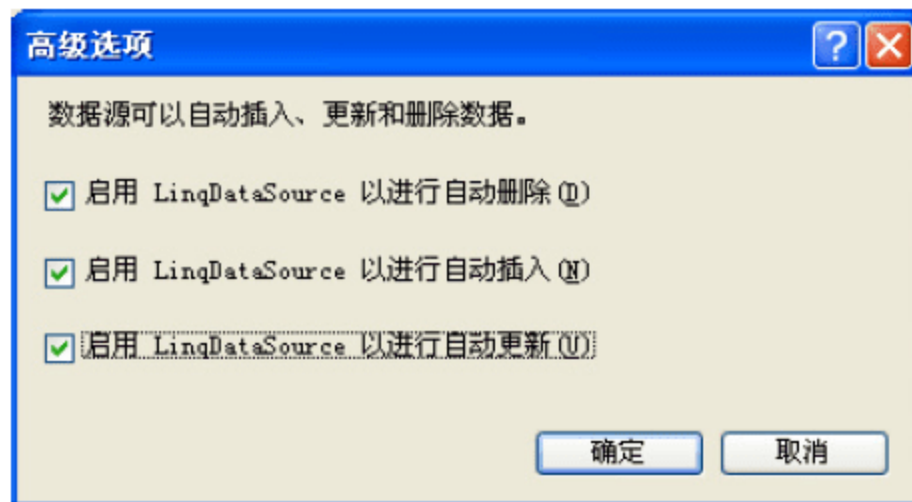 高级选项
数据源可以自动插入、更新和删除数据。
启用 LinqDataSource 以进行自动删除(D)
启用 LinqDataSource 以进行自动插入(N)
启用 LinqDataSource 以进行自动更新(U)
确定 取消